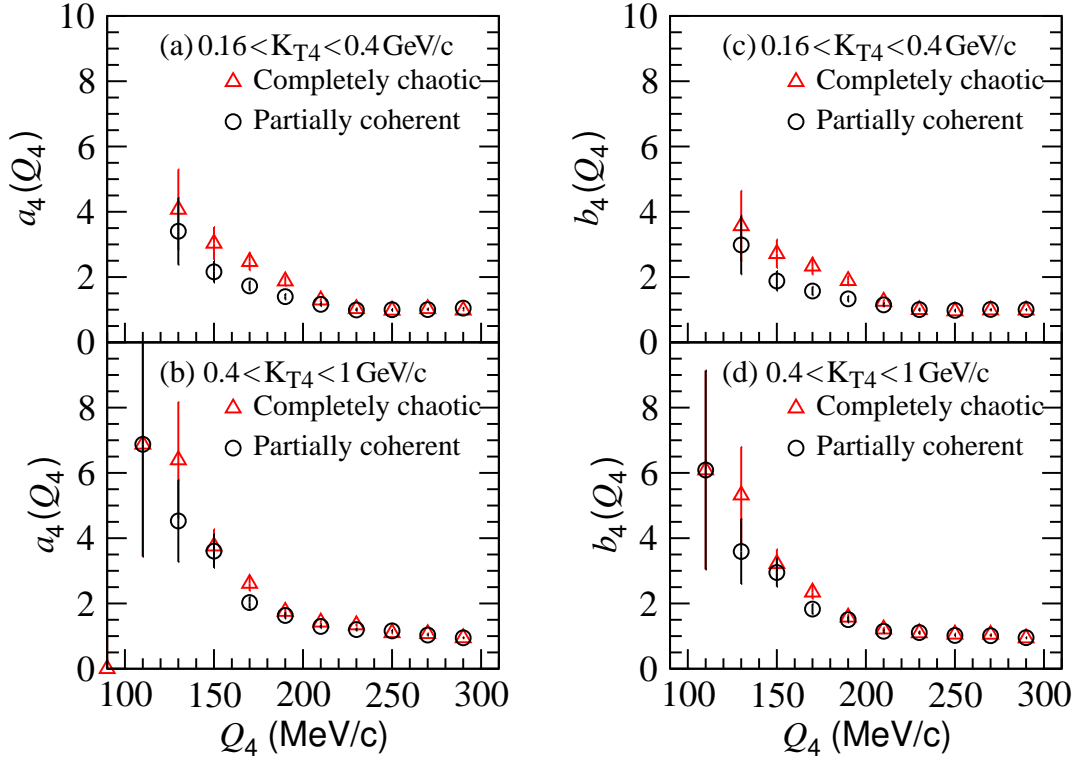 10
8
6
4
2
0
a₄(Q₄)
(a) 0.16<K_T4<0.4 GeV/c
Completely chaotic
Partially coherent
10
8
6
4
2
0
b₄(Q₄)
(c) 0.16<K_T4<0.4 GeV/c
Completely chaotic
Partially coherent
8
6
4
2
0
a₄(Q₄)
(b) 0.4<K_T4<1 GeV/c
Completely chaotic
Partially coherent
100 150 200 250 300
Q₄ (MeV/c)
8
6
4
2
0
b₄(Q₄)
(d) 0.4<K_T4<1 GeV/c
Completely chaotic
Partially coherent
100 150 200 250 300
Q₄ (MeV/c)